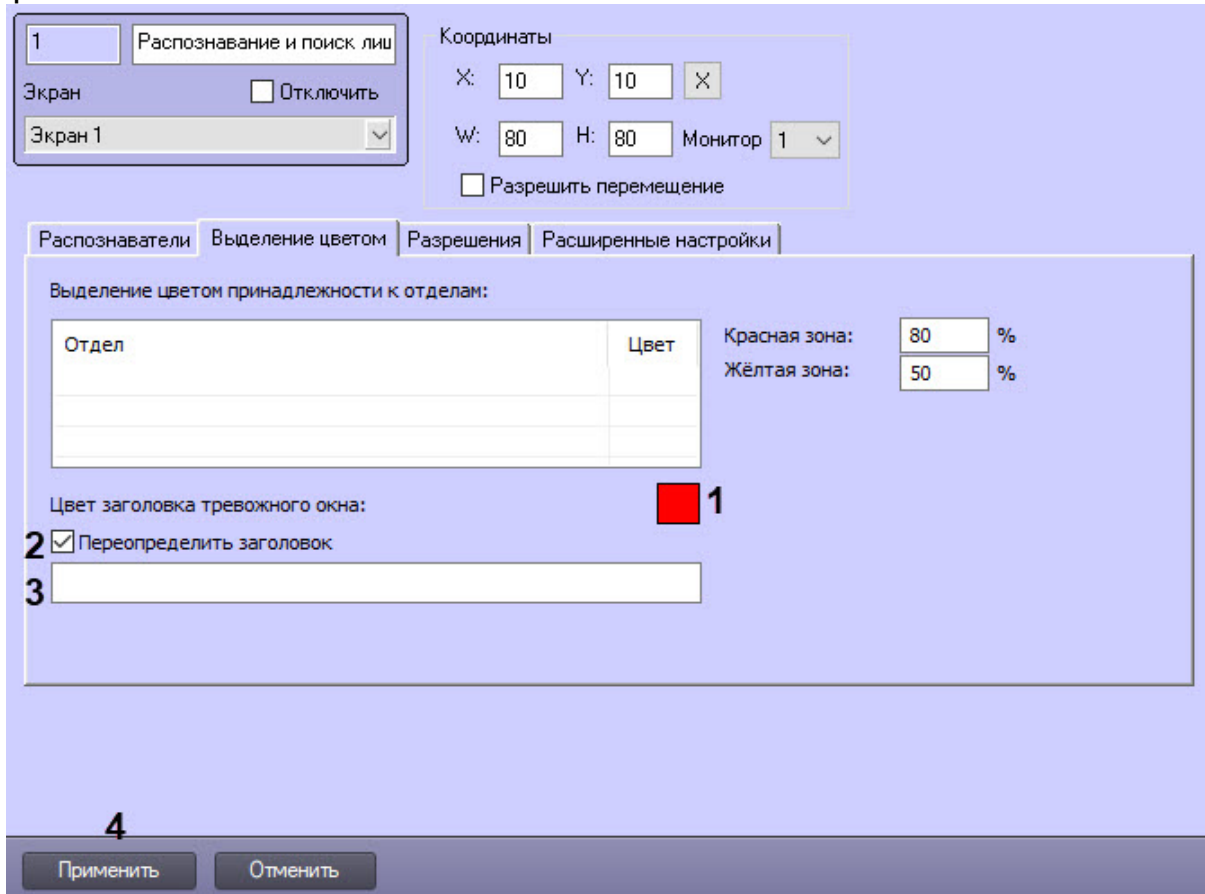 1 Распознавание и поиск лиц
Экран Отключить
Экран 1
Координаты
X: 10 Y: 10 X
W: 80 H: 80 Монитор 1
Разрешить перемещение
Распознаватели Выделение цветом Разрешения Расширенные настройки
Выделение цветом принадлежности к отделам:
Отдел Цвет
Красная зона: 80 %
Жёлтая зона: 50 %
Цвет заголовка тревожного окна: 1
2 Переопределить заголовок
3
4
Применить Отменить